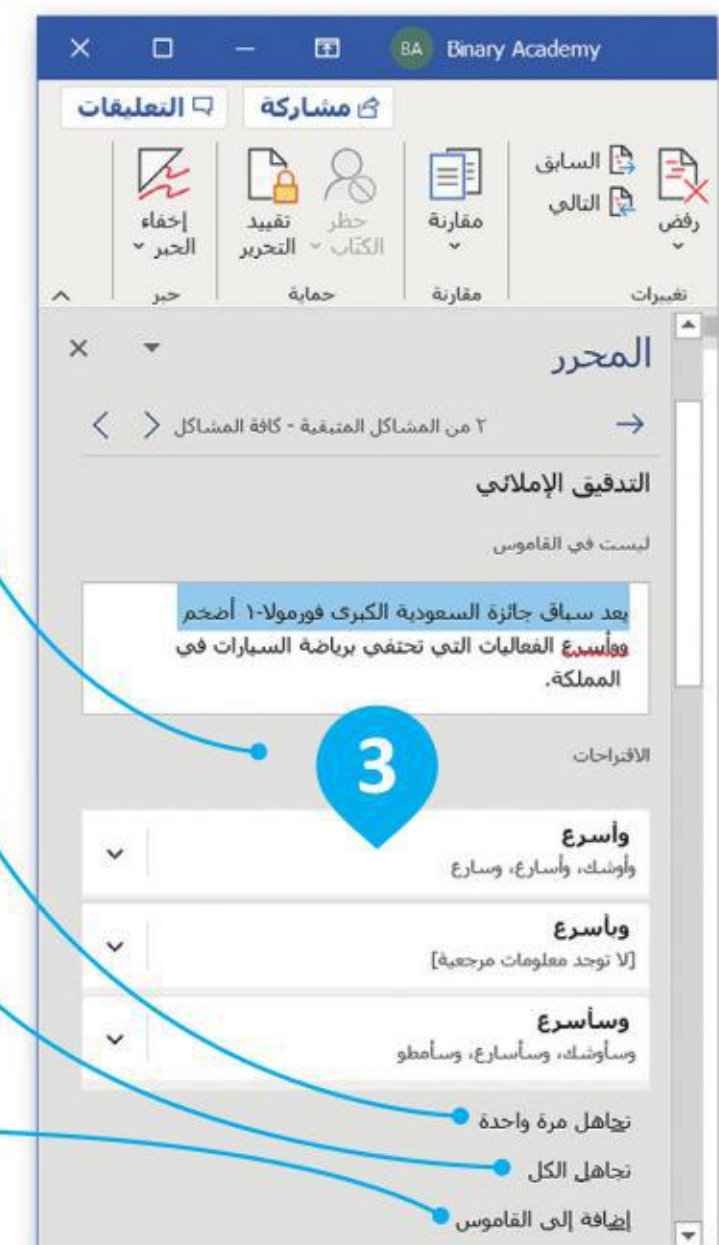 BA Binary Academy
مشاركة
التعليقات
رفض
السابق
التالي
تغييرات
مقارنة
مقارنة
حظر الكتّاب
تقييد التحرير
حماية
إخفاء الحبر
حبر
المحرر
٢ من المشاكل المتبقية - كافة المشاكل
التدقيق الإملائي
ليست في القاموس
يعد سباق جائزة السعودية الكبرى فورمولا-١ أضخم
ووأسرع الفعاليات التي تحتفي برياضة السيارات في
المملكة.
3
الاقتراحات
وأسرع
وأوشك، وأسارع، وسارع
وبأسرع
[لا توجد معلومات مرجعية]
وسأسرع
وسأوشك، وسأسارع، وسأمطو
تجاهل مرة واحدة
تجاهل الكل
إضافة إلى القاموس